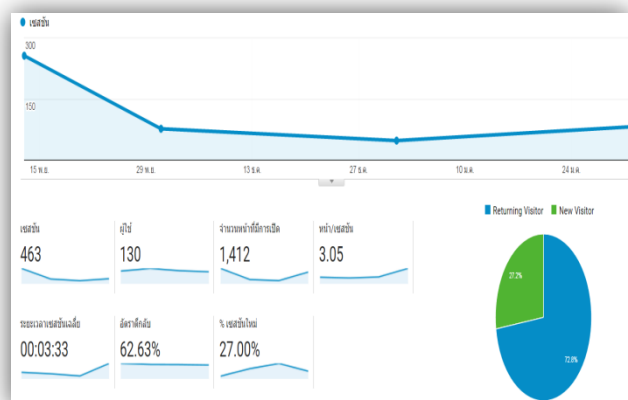 เซสชัน
300
150
15 พ.ย.
29 พ.ย.
13 ธ.ค.
27 ธ.ค.
10 ม.ค.
24 ม.ค.
Returning Visitor New Visitor
เซสชัน
463
ผู้ใช้
130
จำนวนหน้าที่มีการเปิด
1,412
หน้า/เซสชัน
3.05
ระยะเวลาเซสชันเฉลี่ย
00:03:33
อัตราตีกลับ
62.63%
% เซสชันใหม่
27.00%
27.2%
72.8%